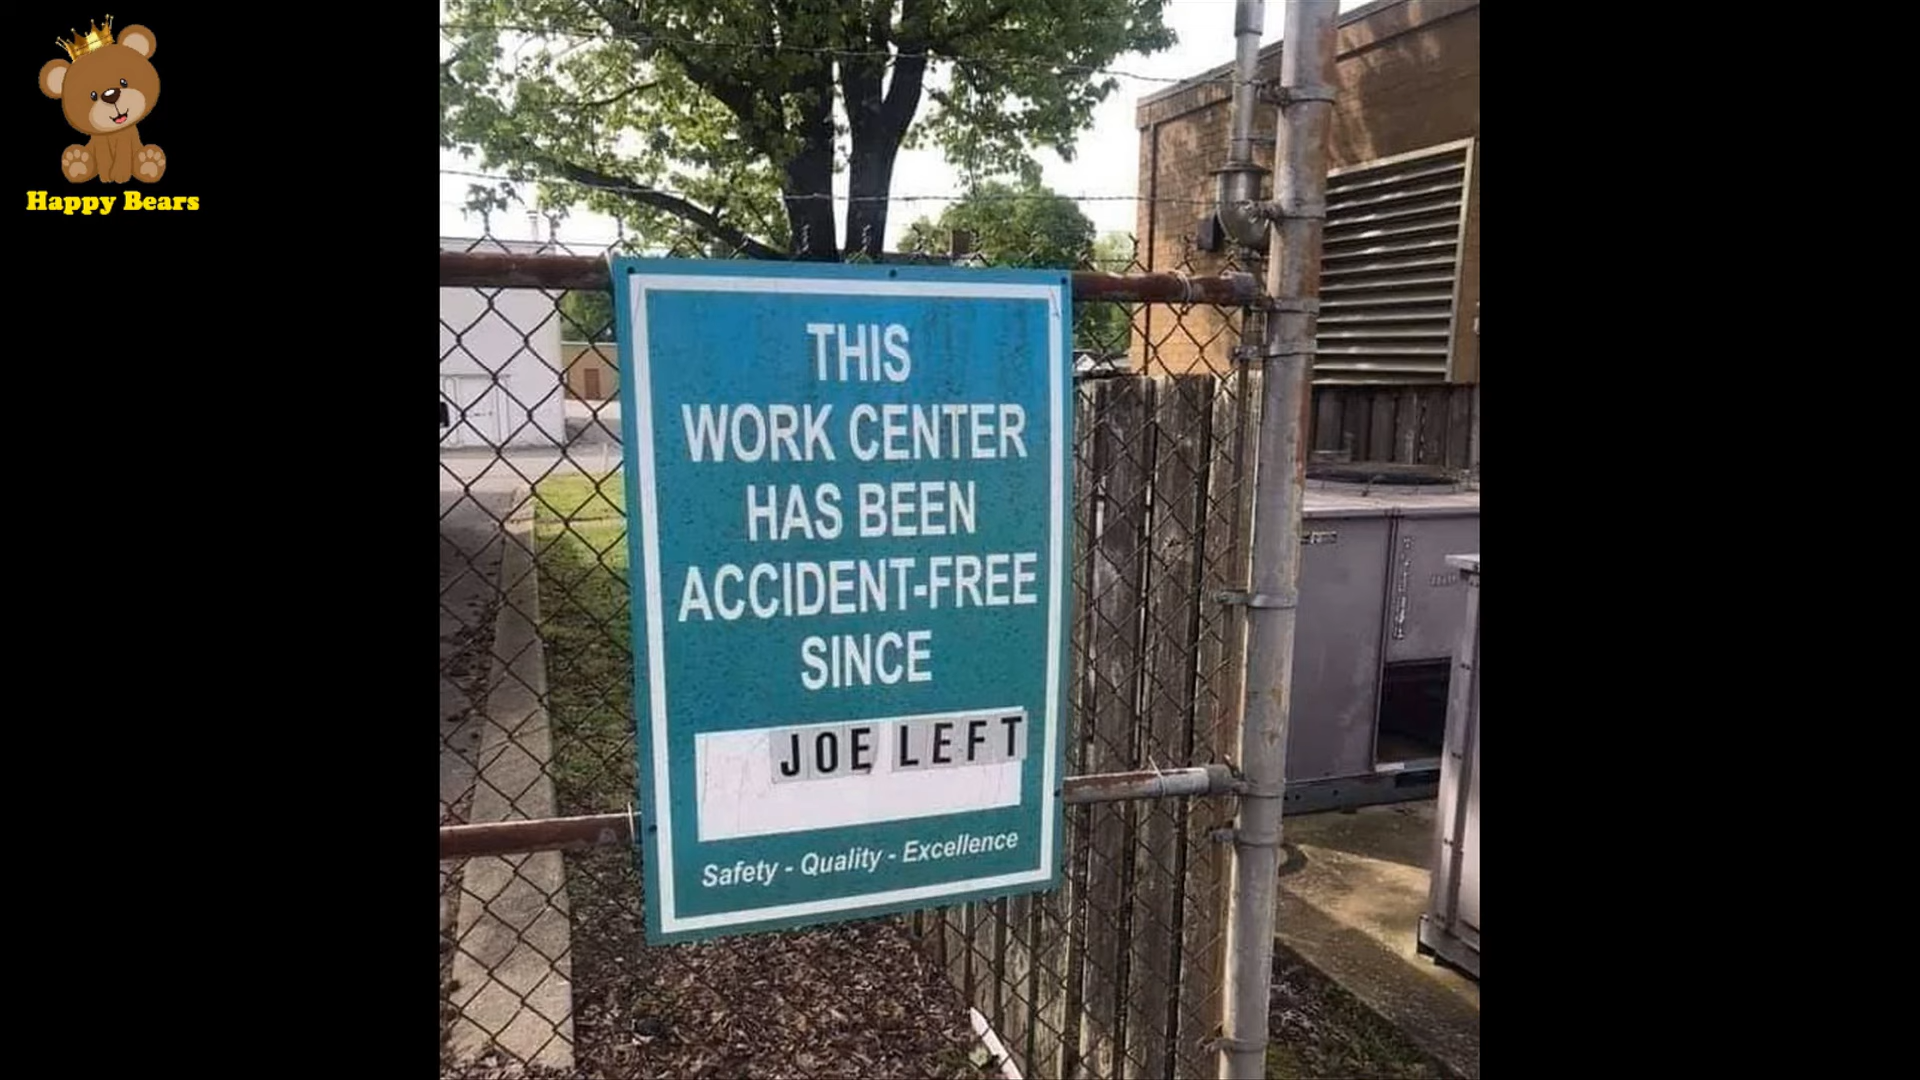 Happy Bears
THIS
WORK CENTER
HAS BEEN
ACCIDENT-FREE
SINCE
JOE LEFT
Safety - Quality - Excellence